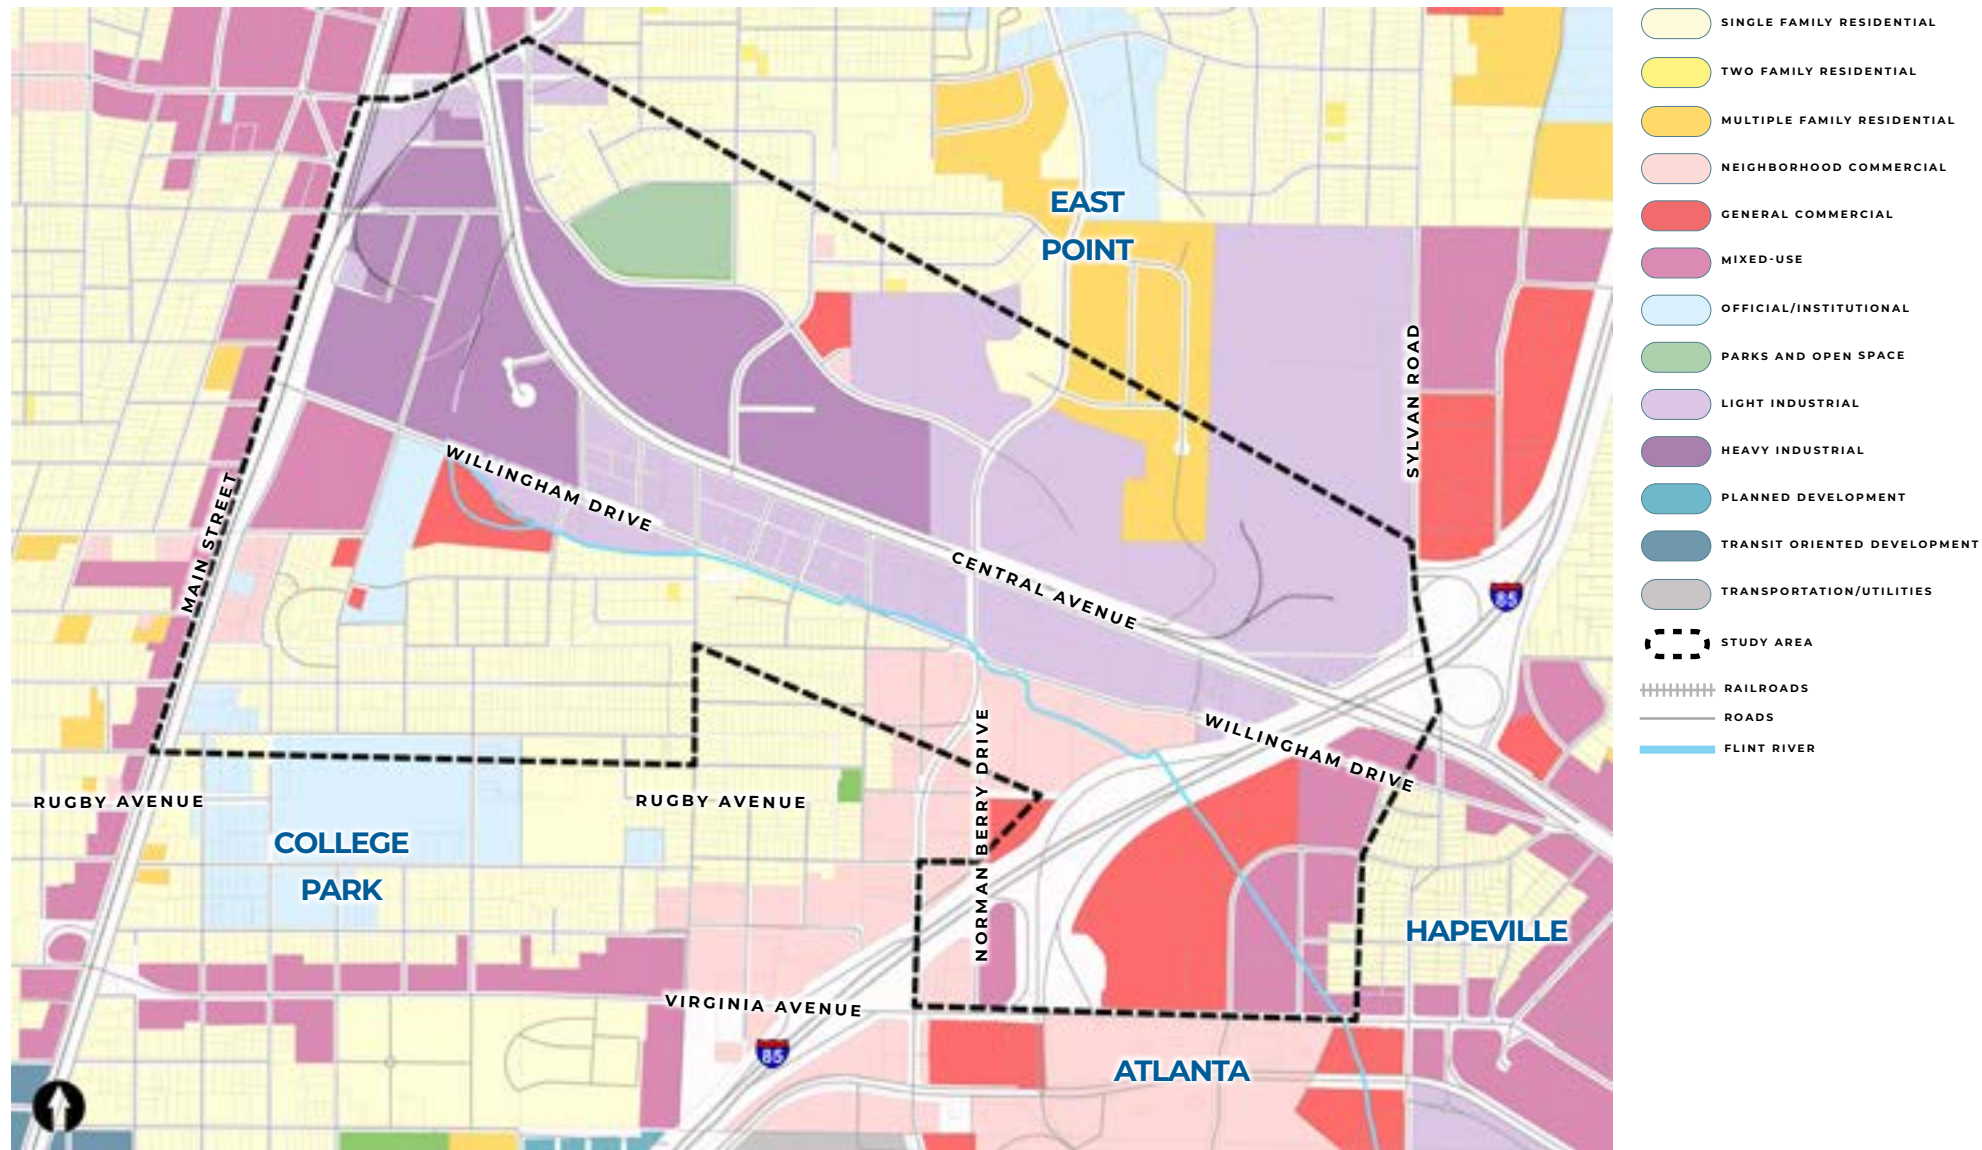 EAST
POINT
SYLVAN ROAD
WILLINGHAM DRIVE
MAIN STREET
CENTRAL AVENUE
85
NORMAN BERRY DRIVE
WILLINGHAM DRIVE
RUGBY AVENUE
RUGBY AVENUE
COLLEGE
PARK
HAPEVILLE
VIRGINIA AVENUE
85
ATLANTA
SINGLE FAMILY RESIDENTIAL
TWO FAMILY RESIDENTIAL
MULTIPLE FAMILY RESIDENTIAL
NEIGHBORHOOD COMMERCIAL
GENERAL COMMERCIAL
MIXED-USE
OFFICIAL/INSTITUTIONAL
PARKS AND OPEN SPACE
LIGHT INDUSTRIAL
HEAVY INDUSTRIAL
PLANNED DEVELOPMENT
TRANSIT ORIENTED DEVELOPMENT
TRANSPORTATION/UTILITIES
STUDY AREA
RAILROADS
ROADS
FLINT RIVER